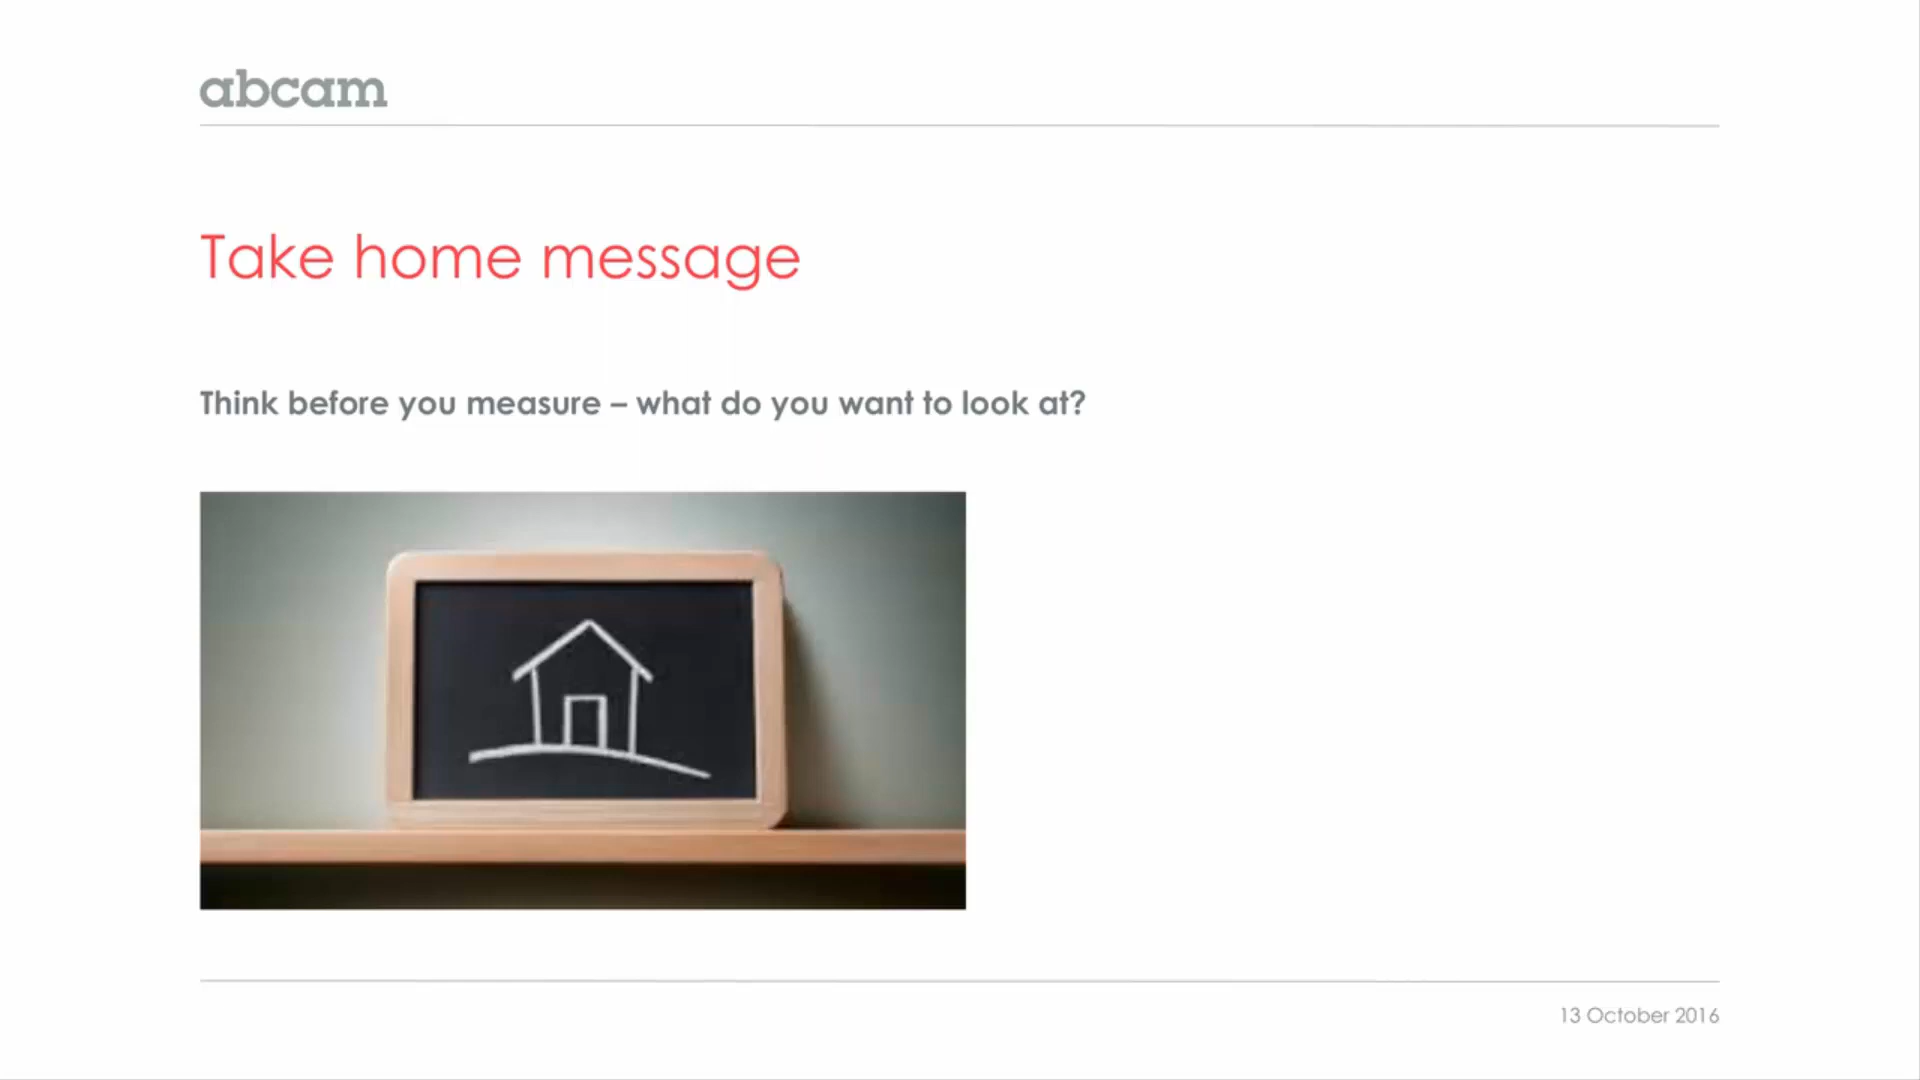 abcam
Take home message
Think before you measure – what do you want to look at?
13 October 2016